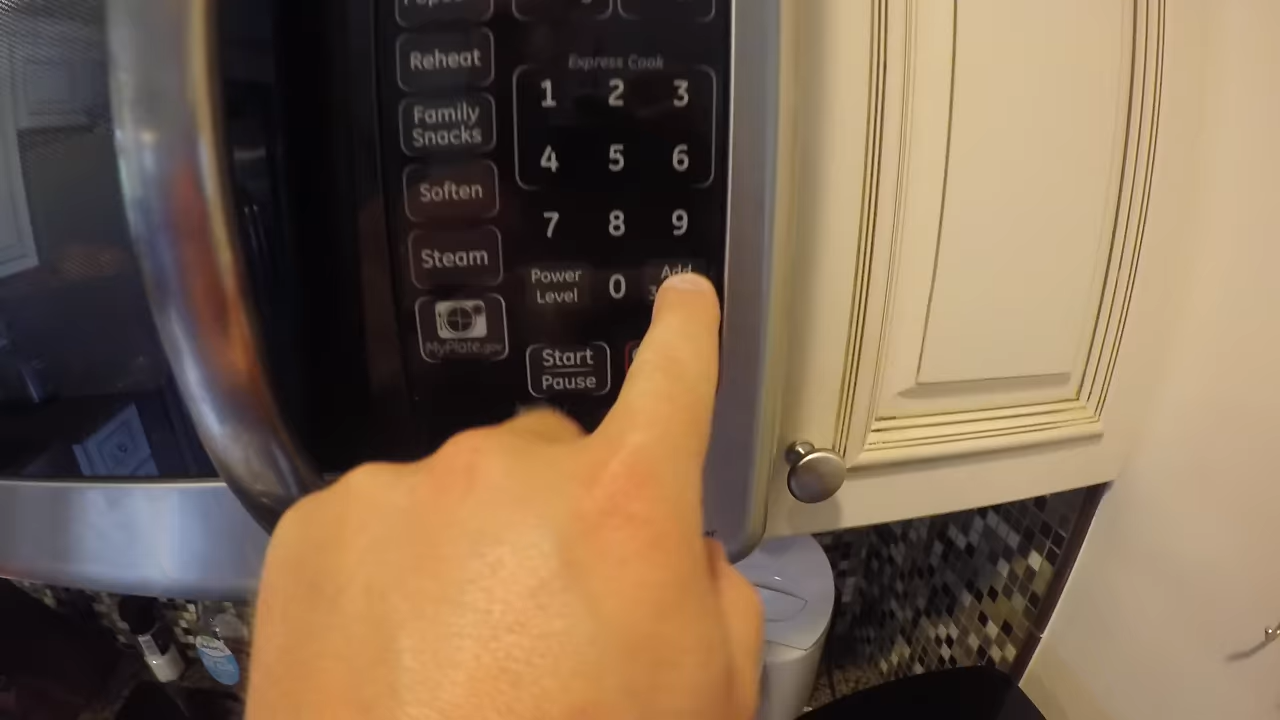 Reheat
Express Cook
1 2 3
Family
Snacks
4 5 6
Soften
7 8 9
Steam
Power
Level
0
Add
MyPlate.gov
Start
Pause